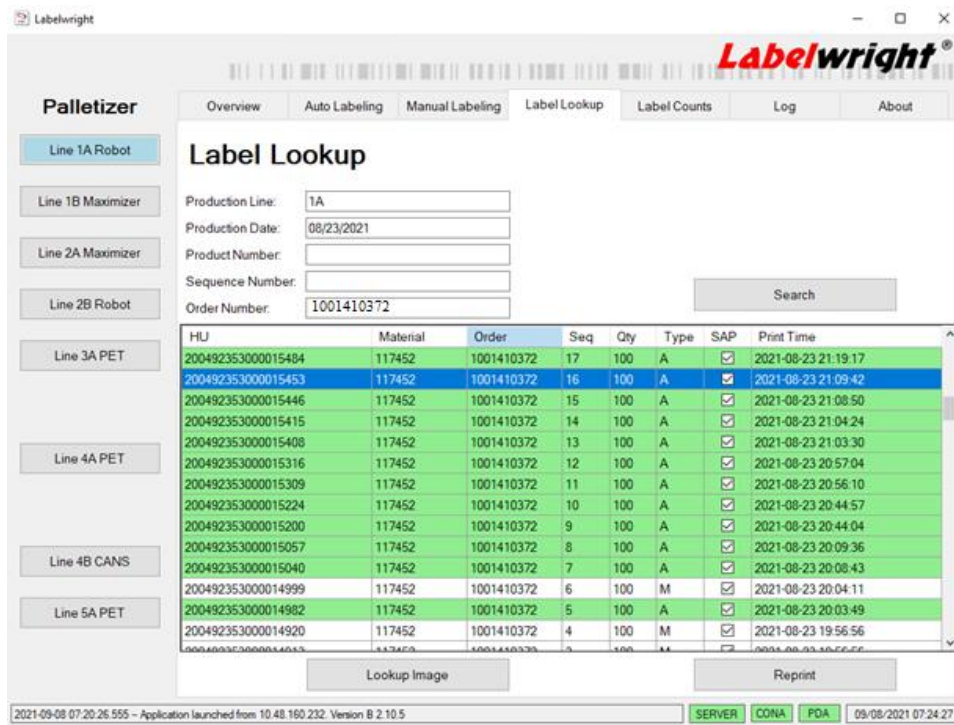 Labelwright
Labelwright®
Palletizer
Overview Auto Labeling Manual Labeling Label Lookup Label Counts Log About
Line 1A Robot
Line 1B Maximizer
Line 2A Maximizer
Line 2B Robot
Line 3A PET
Line 4A PET
Line 4B CANS
Line 5A PET
Label Lookup
Production Line: 1A
Production Date: 08/23/2021
Product Number:
Sequence Number:
Order Number: 1001410372
Search
HU Material Order Seq Qty Type SAP Print Time
200492353000015484 117452 1001410372 17 100 A 2021-08-23 21:19:17
200492353000015453 117452 1001410372 16 100 A 2021-08-23 21:09:42
200492353000015446 117452 1001410372 15 100 A 2021-08-23 21:08:50
200492353000015415 117452 1001410372 14 100 A 2021-08-23 21:04:24
200492353000015408 117452 1001410372 13 100 A 2021-08-23 21:03:30
200492353000015316 117452 1001410372 12 100 A 2021-08-23 20:57:04
200492353000015309 117452 1001410372 11 100 A 2021-08-23 20:56:10
200492353000015224 117452 1001410372 10 100 A 2021-08-23 20:44:57
200492353000015200 117452 1001410372 9 100 A 2021-08-23 20:44:04
200492353000015057 117452 1001410372 8 100 A 2021-08-23 20:09:36
200492353000015040 117452 1001410372 7 100 A 2021-08-23 20:08:43
200492353000014999 117452 1001410372 6 100 M 2021-08-23 20:04:11
200492353000014982 117452 1001410372 5 100 A 2021-08-23 20:03:49
200492353000014920 117452 1001410372 4 100 M 2021-08-23 19:56:56
Lookup Image
Reprint
2021-09-08 07:20:26.555 – Application launched from 10.48.160.232. Version B 2.10.5
SERVER CONA PDA 09/08/2021 07:24:27